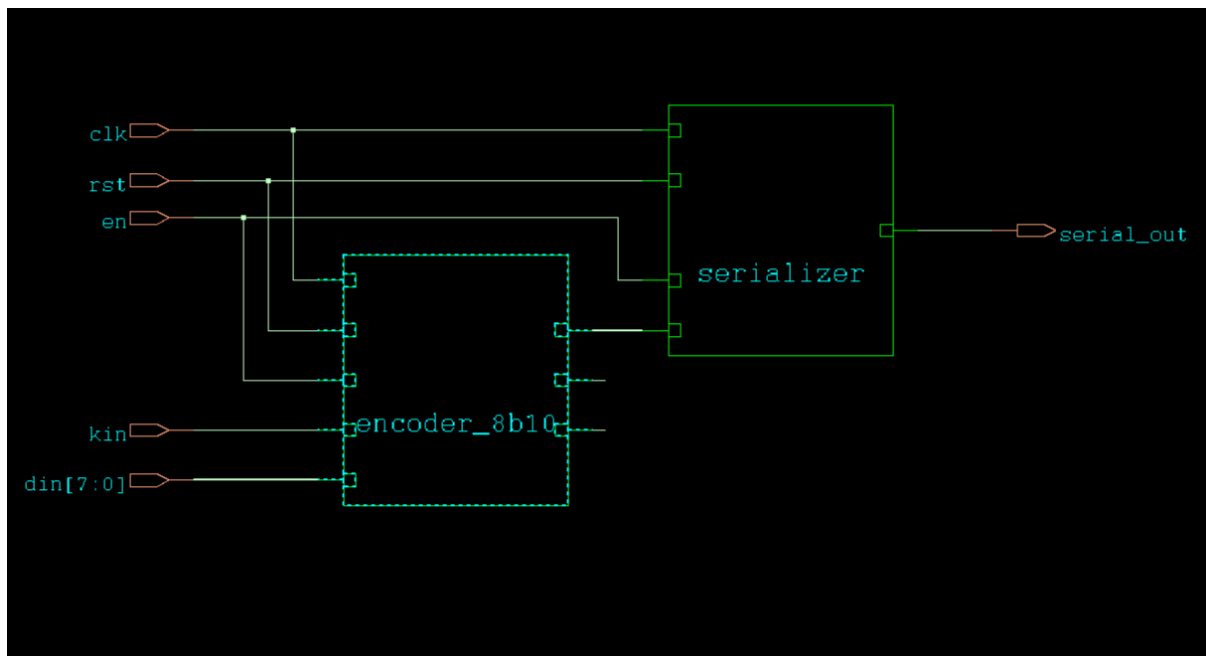 clk
rst
en
serial_out
serializer
encoder_8b10
kin
din[7:0]